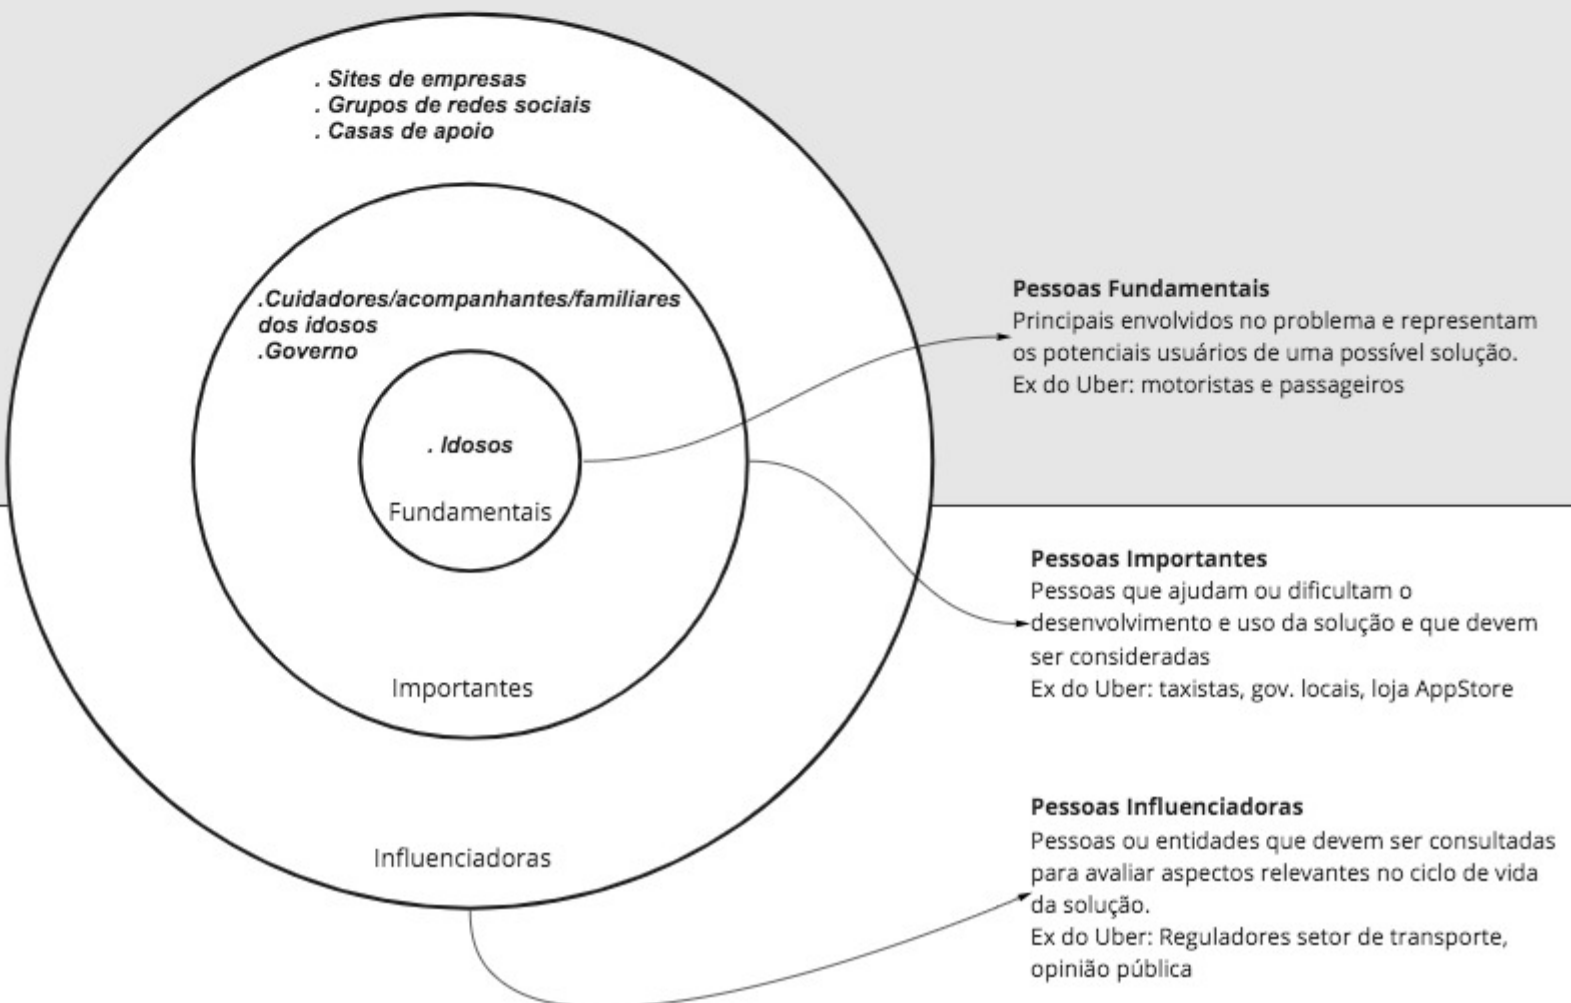 . Sites de empresas
. Grupos de redes sociais
. Casas de apoio
.Cuidadores/acompanhantes/familiares
dos idosos
.Governo
. Idosos
Fundamentais
Importantes
Influenciadoras
Pessoas Fundamentais
Principais envolvidos no problema e representam
os potenciais usuários de uma possível solução.
Ex do Uber: motoristas e passageiros
Pessoas Importantes
Pessoas que ajudam ou dificultam o
desenvolvimento e uso da solução e que devem
ser consideradas
Ex do Uber: taxistas, gov. locais, loja AppStore
Pessoas Influenciadoras
Pessoas ou entidades que devem ser consultadas
para avaliar aspectos relevantes no ciclo de vida
da solução.
Ex do Uber: Reguladores setor de transporte,
opinião pública